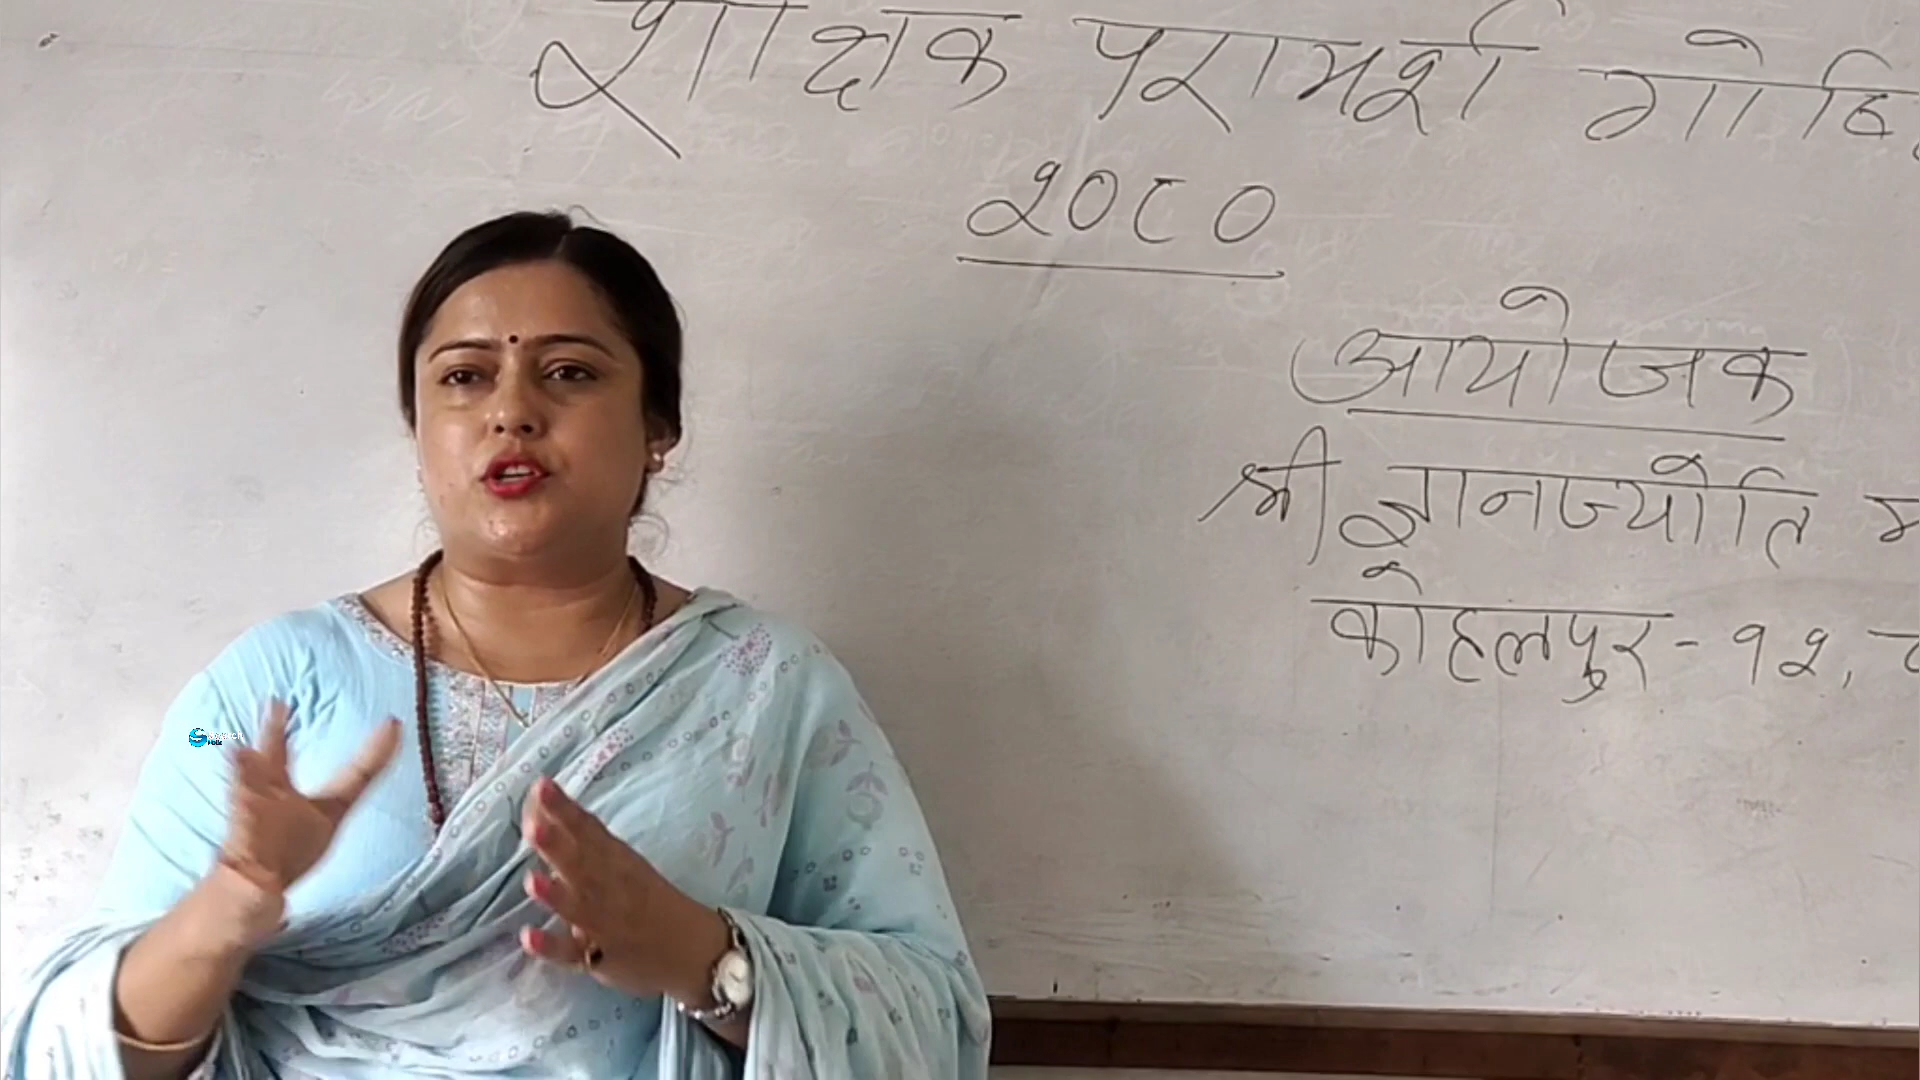 शैक्षिक परामर्श गोष्ठि
२०८०
आयोजक
श्री ज्ञानज्योति मा
कोहलपुर - १२,